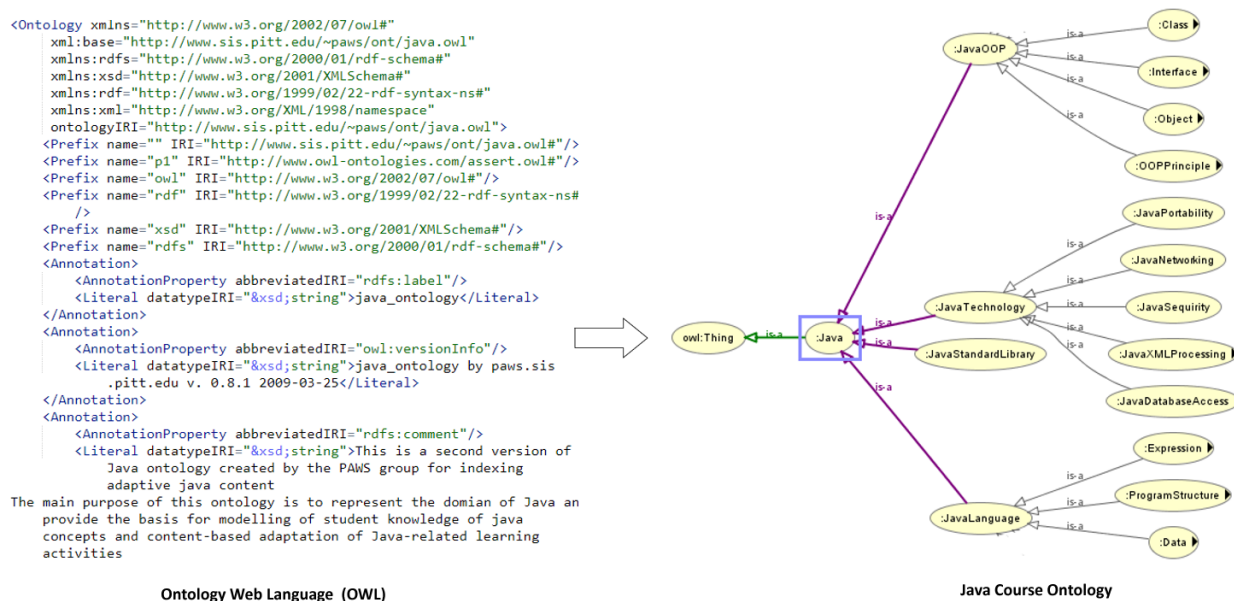 <Ontology xmlns="http://www.w3.org/2002/07/owl#"
xml:base="http://www.sis.pitt.edu/~paws/ont/java.owl"
xmlns:rdfs="http://www.w3.org/2000/01/rdf-schema#"
xmlns:xsd="http://www.w3.org/2001/XMLSchema#"
xmlns:rdf="http://www.w3.org/1999/02/22-rdf-syntax-ns#"
xmlns:xml="http://www.w3.org/XML/1998/namespace"
ontologyIRI="http://www.sis.pitt.edu/~paws/ont/java.owl">
<Prefix name="" IRI="http://www.sis.pitt.edu/~paws/ont/java.owl#"/>
<Prefix name="p1" IRI="http://www.owl-ontologies.com/assert.owl#"/>
<Prefix name="owl" IRI="http://www.w3.org/2002/07/owl#"/>
<Prefix name="rdf" IRI="http://www.w3.org/1999/02/22-rdf-syntax-ns#
/>
<Prefix name="xsd" IRI="http://www.w3.org/2001/XMLSchema#"/>
<Prefix name="rdfs" IRI="http://www.w3.org/2000/01/rdf-schema#"/>
<Annotation>
<AnnotationProperty abbreviatedIRI="rdfs:label"/>
<Literal datatypeIRI="&xsd;string">java_ontology</Literal>
</Annotation>
<Annotation>
<AnnotationProperty abbreviatedIRI="owl:versionInfo"/>
<Literal datatypeIRI="&xsd;string">java_ontology by paws.sis
.pitt.edu v. 0.8.1 2009-03-25</Literal>
</Annotation>
<Annotation>
<AnnotationProperty abbreviatedIRI="rdfs:comment"/>
<Literal datatypeIRI="&xsd;string">This is a second version of
Java ontology created by the PAWS group for indexing
adaptive java content
The main purpose of this ontology is to represent the domian of Java an
provide the basis for modelling of student knowledge of java
concepts and content-based adaptation of Java-related learning
activities
Ontology Web Language (OWL)
owl:Thing
is-a
:Java
is-a
is-a
is-a
is-a
:JavaOOP
:JavaTechnology
:JavaStandardLibrary
:JavaLanguage
is-a
is-a
is-a
is-a
:Class
:Interface
:Object
:OOPPrinciple
is-a
is-a
is-a
is-a
is-a
:JavaPortability
:JavaNetworking
:JavaSequirity
:JavaXMLProcessing
:JavaDatabaseAccess
is-a
is-a
is-a
:Expression
:ProgramStructure
:Data
Java Course Ontology